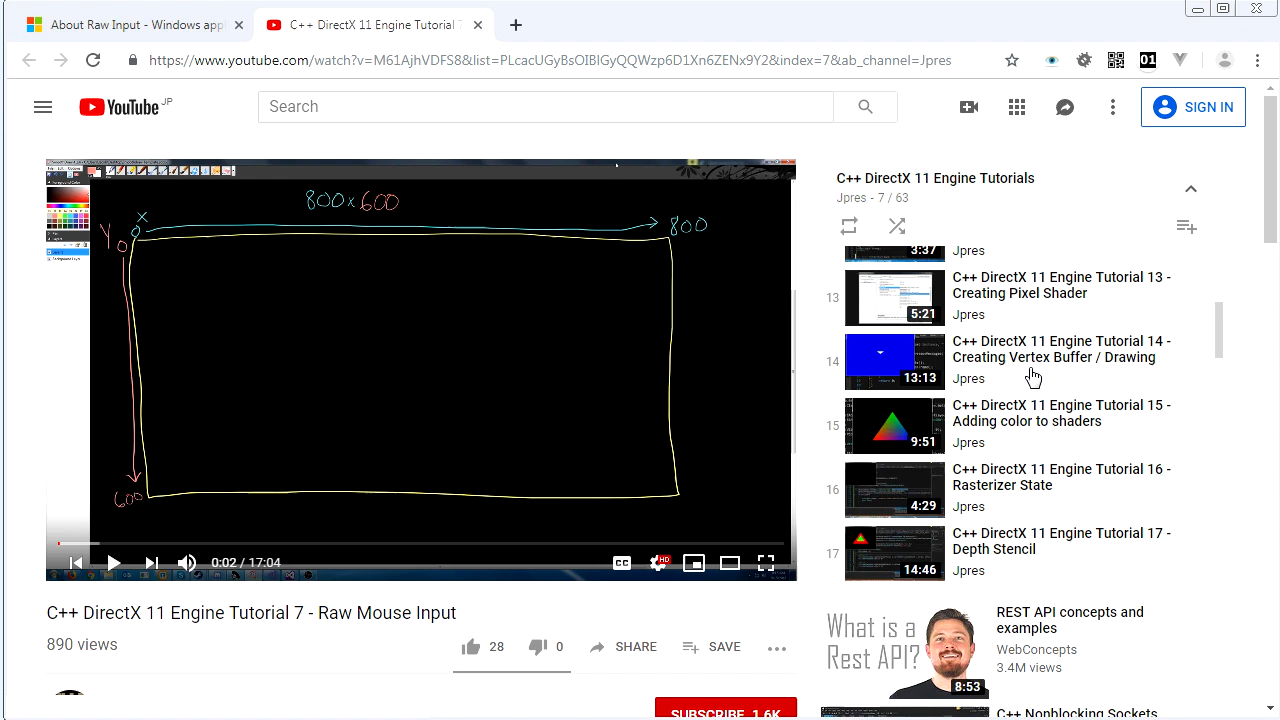 About Raw Input - Windows app
C++ DirectX 11 Engine Tutorial 7
https://www.youtube.com/watch?v=M61AjhVDFS8&list=PLcacUGyBsOIBlGyQQWzp6D1Xn6ZENx9Y2&index=7&ab_channel=Jpres
01
YouTube JP
Search
SIGN IN
800x600
X
Y
0
0
800
600
/ 17:04
HD
C++ DirectX 11 Engine Tutorial 7 - Raw Mouse Input
890 views
28
0
SHARE
SAVE
SUBSCRIBE 1.6K
C++ DirectX 11 Engine Tutorials
Jpres - 7 / 63
3:37
Jpres
13
5:21
C++ DirectX 11 Engine Tutorial 13 -
Creating Pixel Shader
Jpres
14
13:13
C++ DirectX 11 Engine Tutorial 14 -
Creating Vertex Buffer / Drawing
Jpres
15
9:51
C++ DirectX 11 Engine Tutorial 15 -
Adding color to shaders
Jpres
16
4:29
C++ DirectX 11 Engine Tutorial 16 -
Rasterizer State
Jpres
17
14:46
C++ DirectX 11 Engine Tutorial 17 -
Depth Stencil
Jpres
What is a
Rest API?
8:53
REST API concepts and
examples
WebConcepts
3.4M views
C++ Nonblocking Sockets